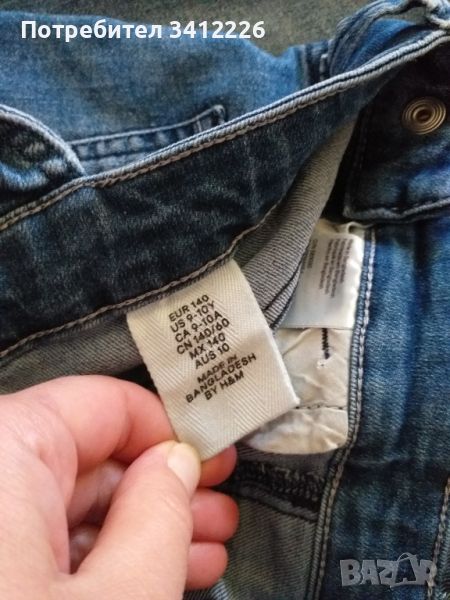 Потребител 3412226
EUR 140
US 9-10Y
CA 9-10A
CN 140/60
MX 140
AUS 10
MADE IN
BANGLADESH
BY H&M
BAZAR